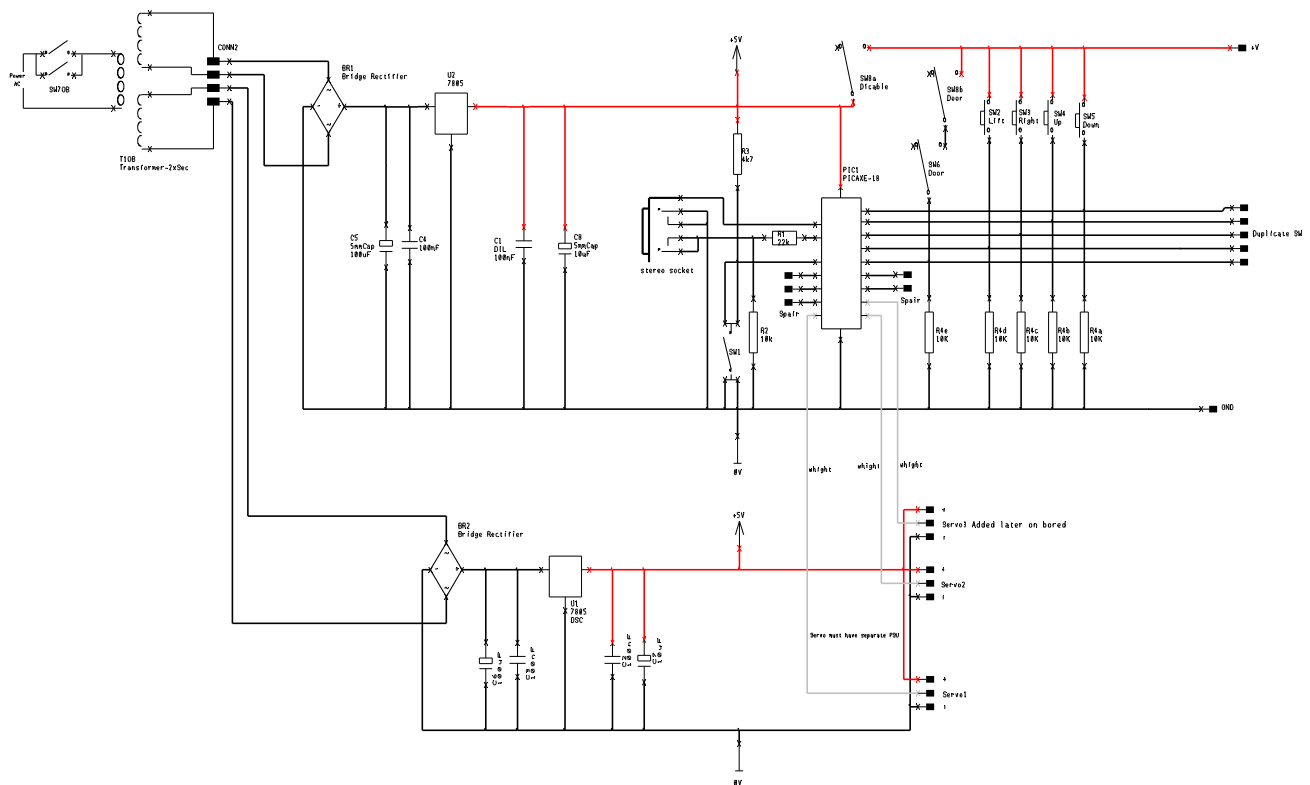 Power
AC
SW70B
CONN2
T10B
Transformer-2xSec
BR1
Bridge Rectifier
U2
7805
+5V
SW8a
Dicable
+V
SW8b
Door
SW2
Lift
SW3
Right
SW4
Up
SW5
Down
R3
4k7
SW6
Door
PIC1
PICAXE-18
C5
5mmCap
100uF
C4
100nF
C1
DIL
100nF
C8
5mmCap
10uF
R1
22k
stereo socket
Duplicate SW
Spair
Spair
SW1
R2
10k
R4e
10K
R4d
10K
R4c
10K
R4b
10K
R4a
10K
GND
0V
whight
whight
whight
BR2
Bridge Rectifier
+5V
Servo3 Added later on bored
Servo2
U1
7805
DSC
Servo must have separate PSU
Servo1
0V